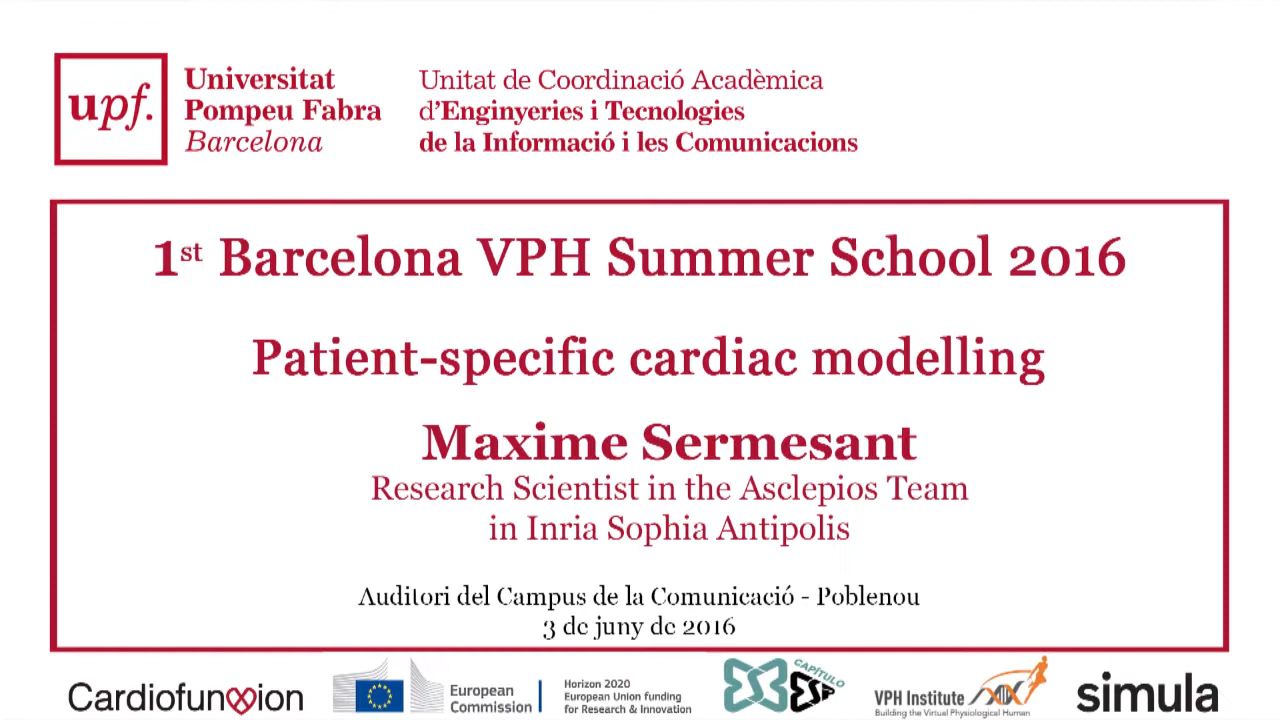 upf.
Universitat
Pompeu Fabra
Barcelona
Unitat de Coordinació Acadèmica
d'Enginyeries i Tecnologies
de la Informació i les Comunicacions
1st Barcelona VPH Summer School 2016
Patient-specific cardiac modelling
Maxime Sermesant
Research Scientist in the Asclepios Team
in Inria Sophia Antipolis
Auditori del Campus de la Comunicació - Poblenou
3 de juny de 2016
Cardiofunxion
European
Commission
Horizon 2020
European Union funding
for Research & Innovation
CAPÍTULO
ESP
VPH Institute
Building the Virtual Physiological Human
simula